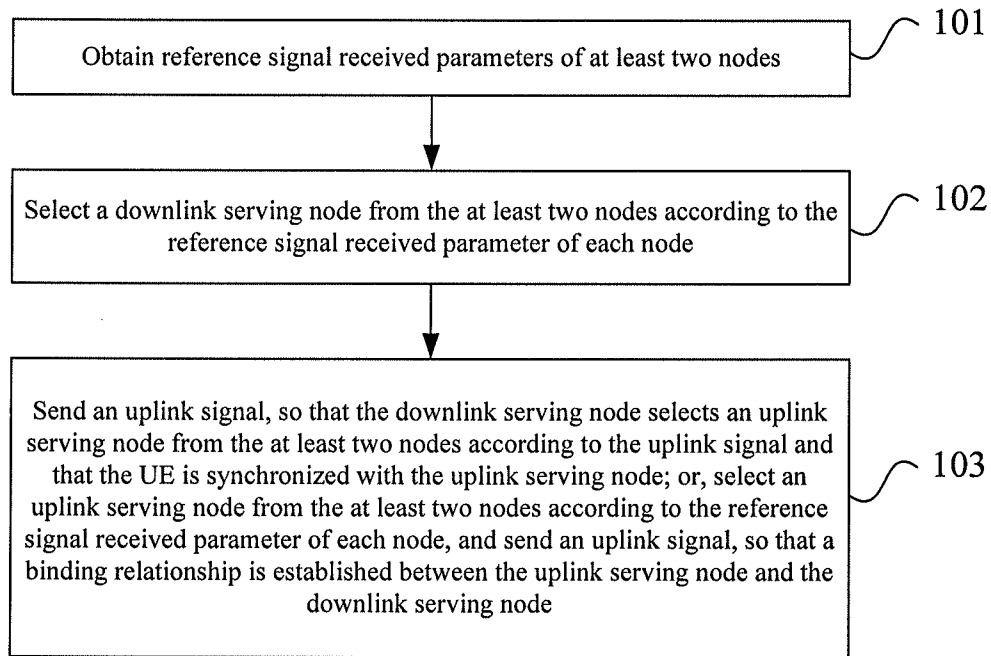 Obtain reference signal received parameters of at least two nodes
101
Select a downlink serving node from the at least two nodes according to the
reference signal received parameter of each node
102
Send an uplink signal, so that the downlink serving node selects an uplink
serving node from the at least two nodes according to the uplink signal and
that the UE is synchronized with the uplink serving node; or, select an
uplink serving node from the at least two nodes according to the reference
signal received parameter of each node, and send an uplink signal, so that a
binding relationship is established between the uplink serving node and the
downlink serving node
103